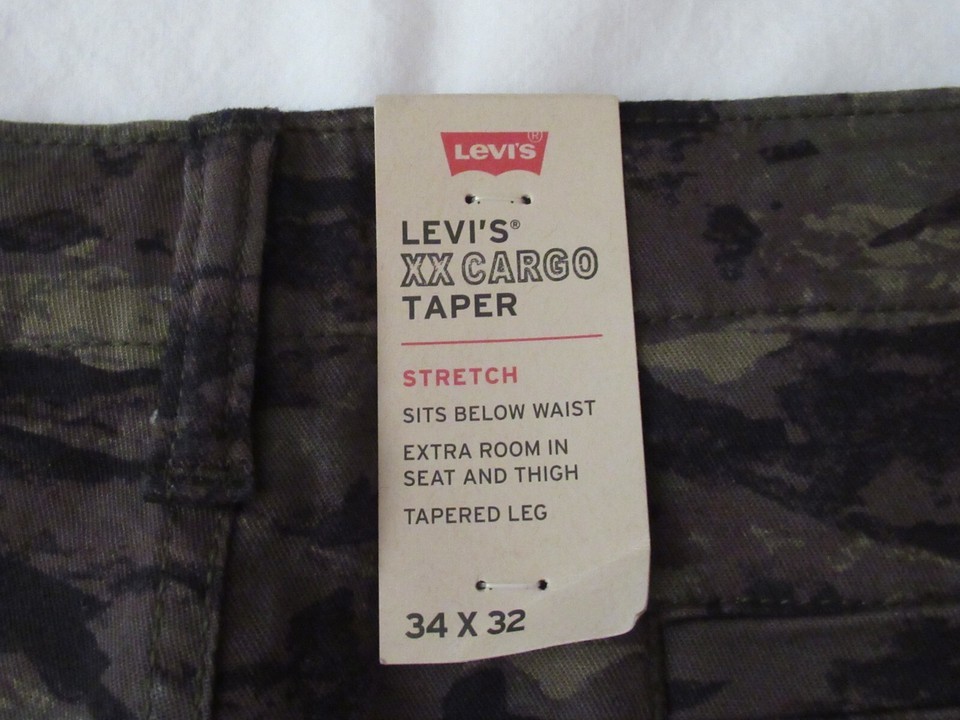 LEVI'S ®
LEVI'S®
XX CARGO
TAPER
STRETCH
SITS BELOW WAIST
EXTRA ROOM IN
SEAT AND THIGH
TAPERED LEG
34 X 32